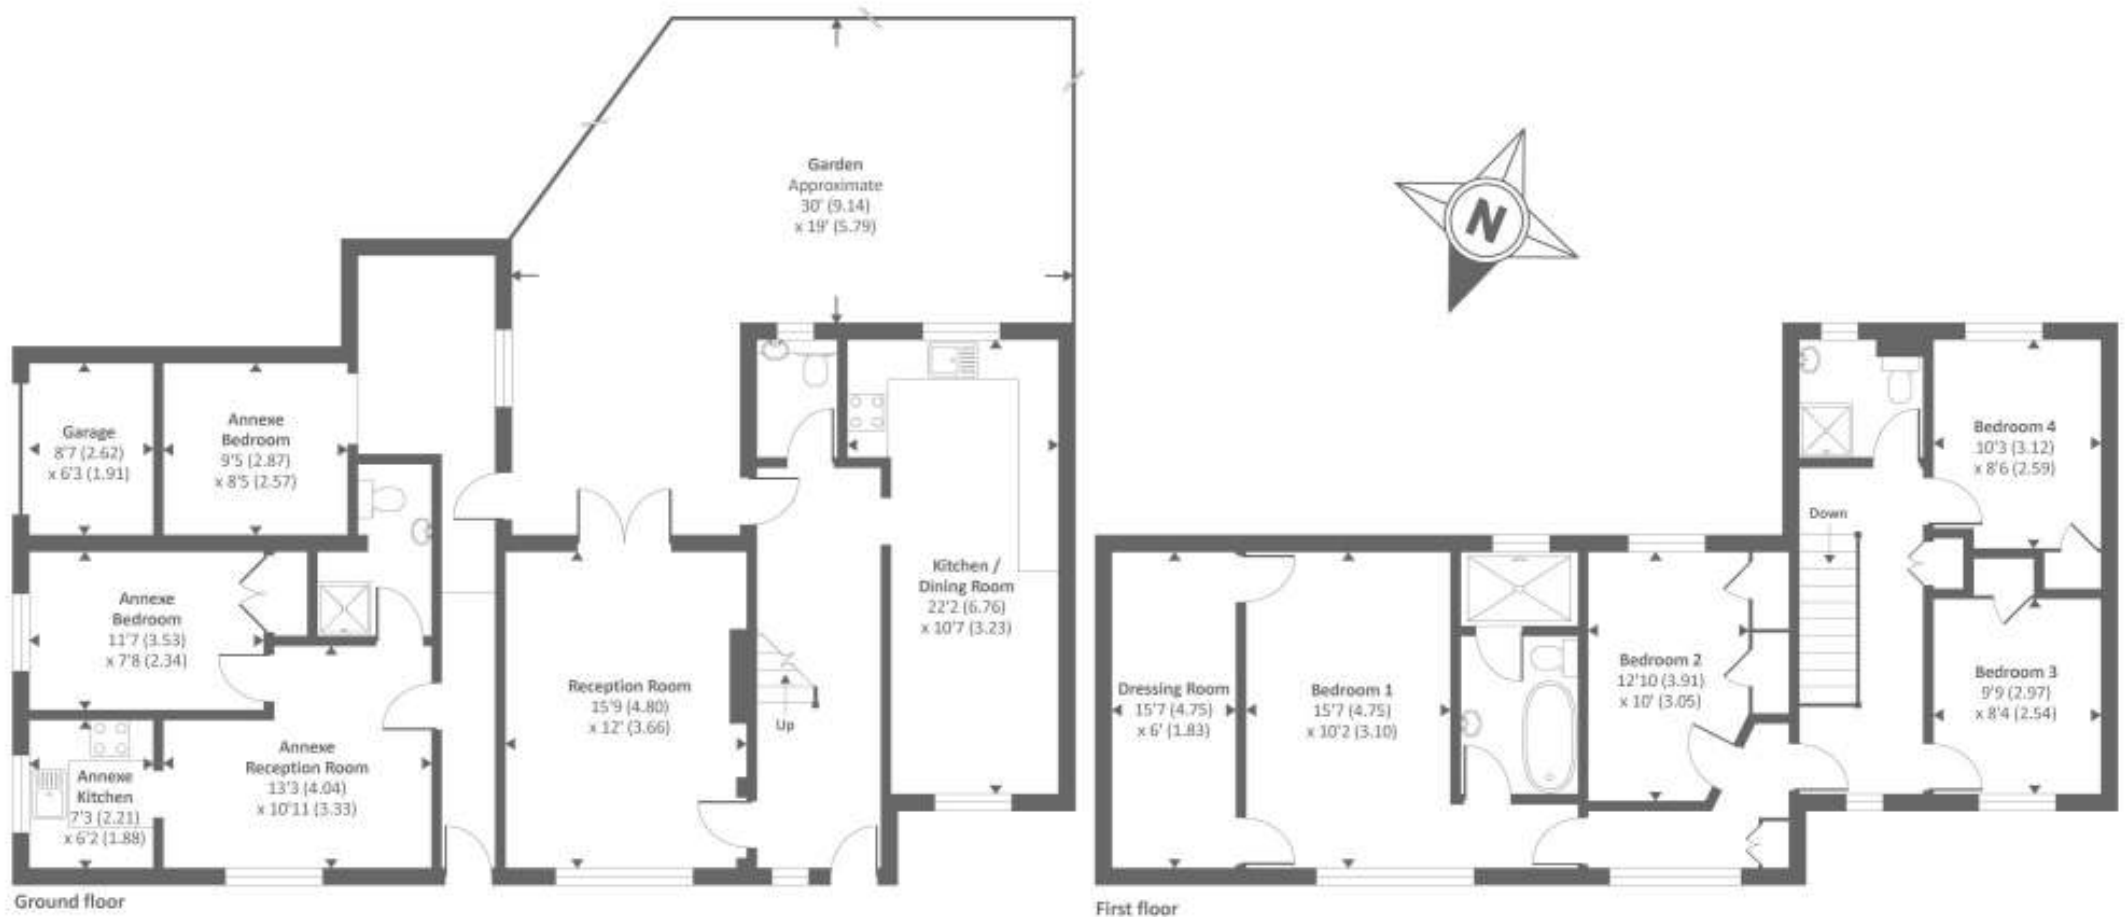 Garden
Approximate
30' (9.14)
x 19' (5.79)
N
Garage
8'7 (2.62)
x 6'3 (1.91)
Annexe
Bedroom
9'5 (2.87)
x 8'5 (2.57)
Annexe
Bedroom
11'7 (3.53)
x 7'8 (2.34)
Annexe
Kitchen
7'3 (2.21)
x 6'2 (1.88)
Annexe
Reception Room
13'3 (4.04)
x 10'11 (3.33)
Reception Room
15'9 (4.80)
x 12' (3.66)
Up
Kitchen /
Dining Room
22'2 (6.76)
x 10'7 (3.23)
Ground floor
Dressing Room
15'7 (4.75)
x 6' (1.83)
Bedroom 1
15'7 (4.75)
x 10'2 (3.10)
Bedroom 2
12'10 (3.91)
x 10' (3.05)
Down
Bedroom 4
10'3 (3.12)
x 8'6 (2.59)
Bedroom 3
9'9 (2.97)
x 8'4 (2.54)
First floor